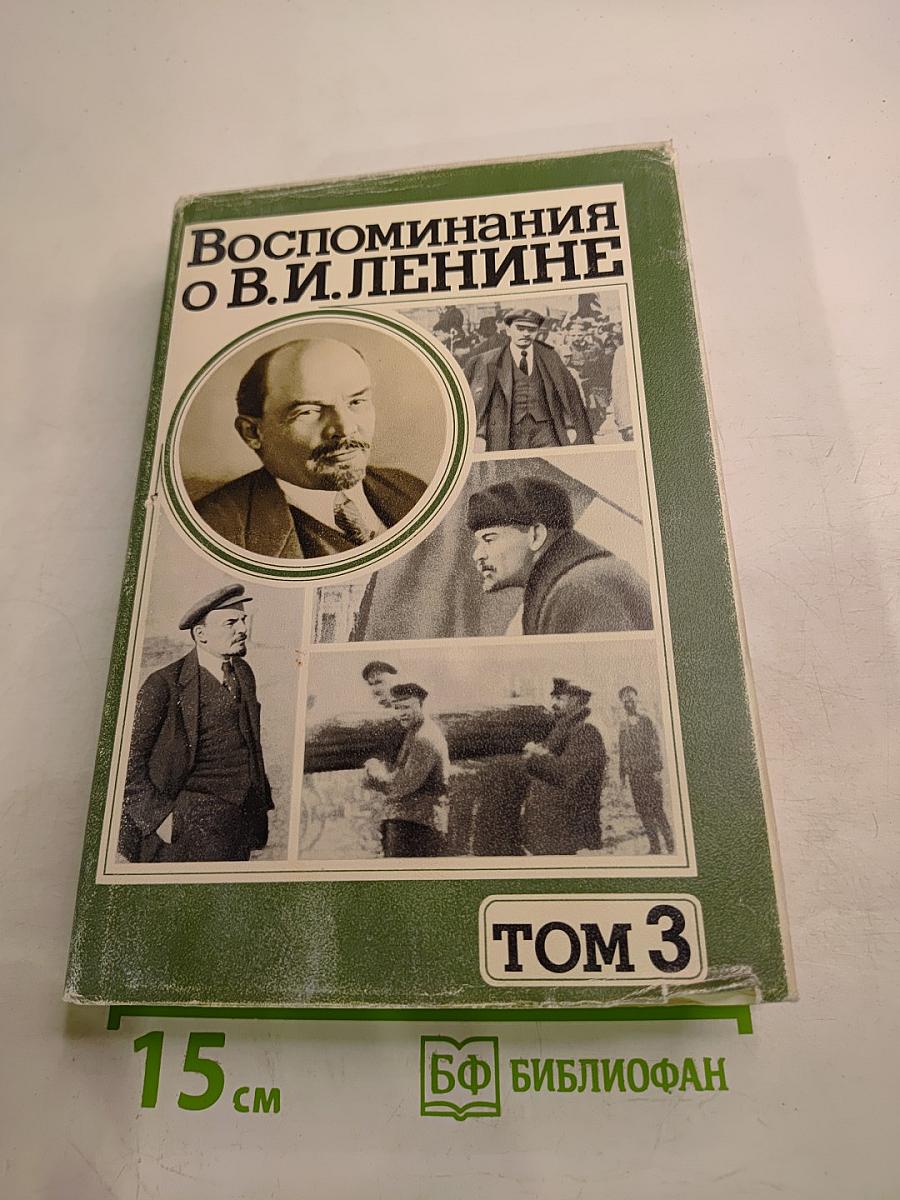 Воспоминания
о В.И. ЛЕНИНЕ
ТОМ 3
15 см
БФ БИБЛИОФАН